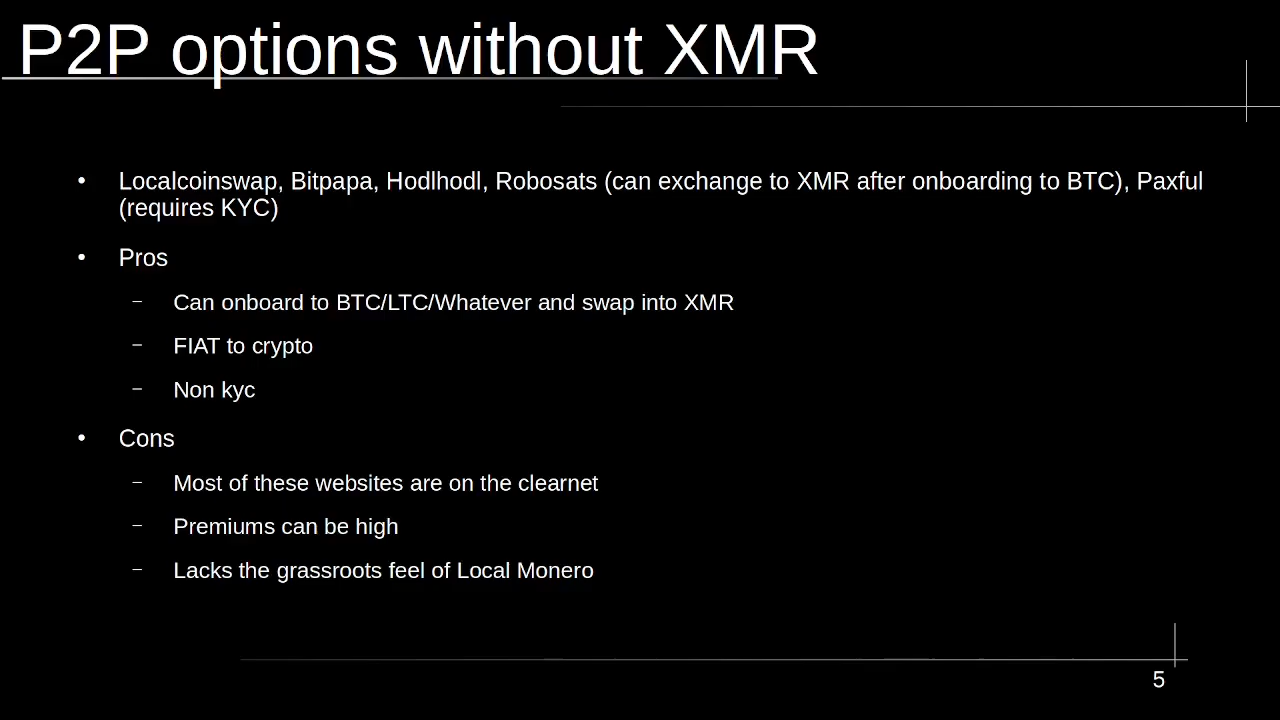 P2P options without XMR
• Localcoinswap, Bitpapa, Hodlhodl, Robosats (can exchange to XMR after onboarding to BTC), Paxful
(requires KYC)
• Pros
– Can onboard to BTC/LTC/Whatever and swap into XMR
– FIAT to crypto
– Non kyc
• Cons
– Most of these websites are on the clearnet
– Premiums can be high
– Lacks the grassroots feel of Local Monero
5